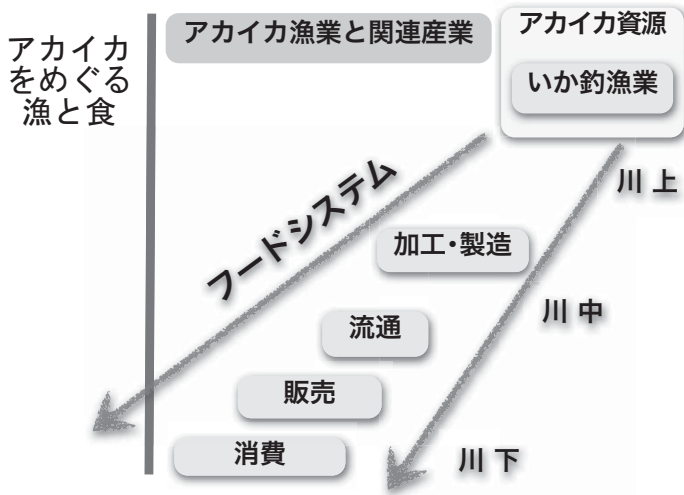 アカイカ
をめぐる
漁と食
アカイカ漁業と関連産業
アカイカ資源
いか釣漁業
川 上
フードシステム
加工・製造
川 中
流通
販売
消費
川 下